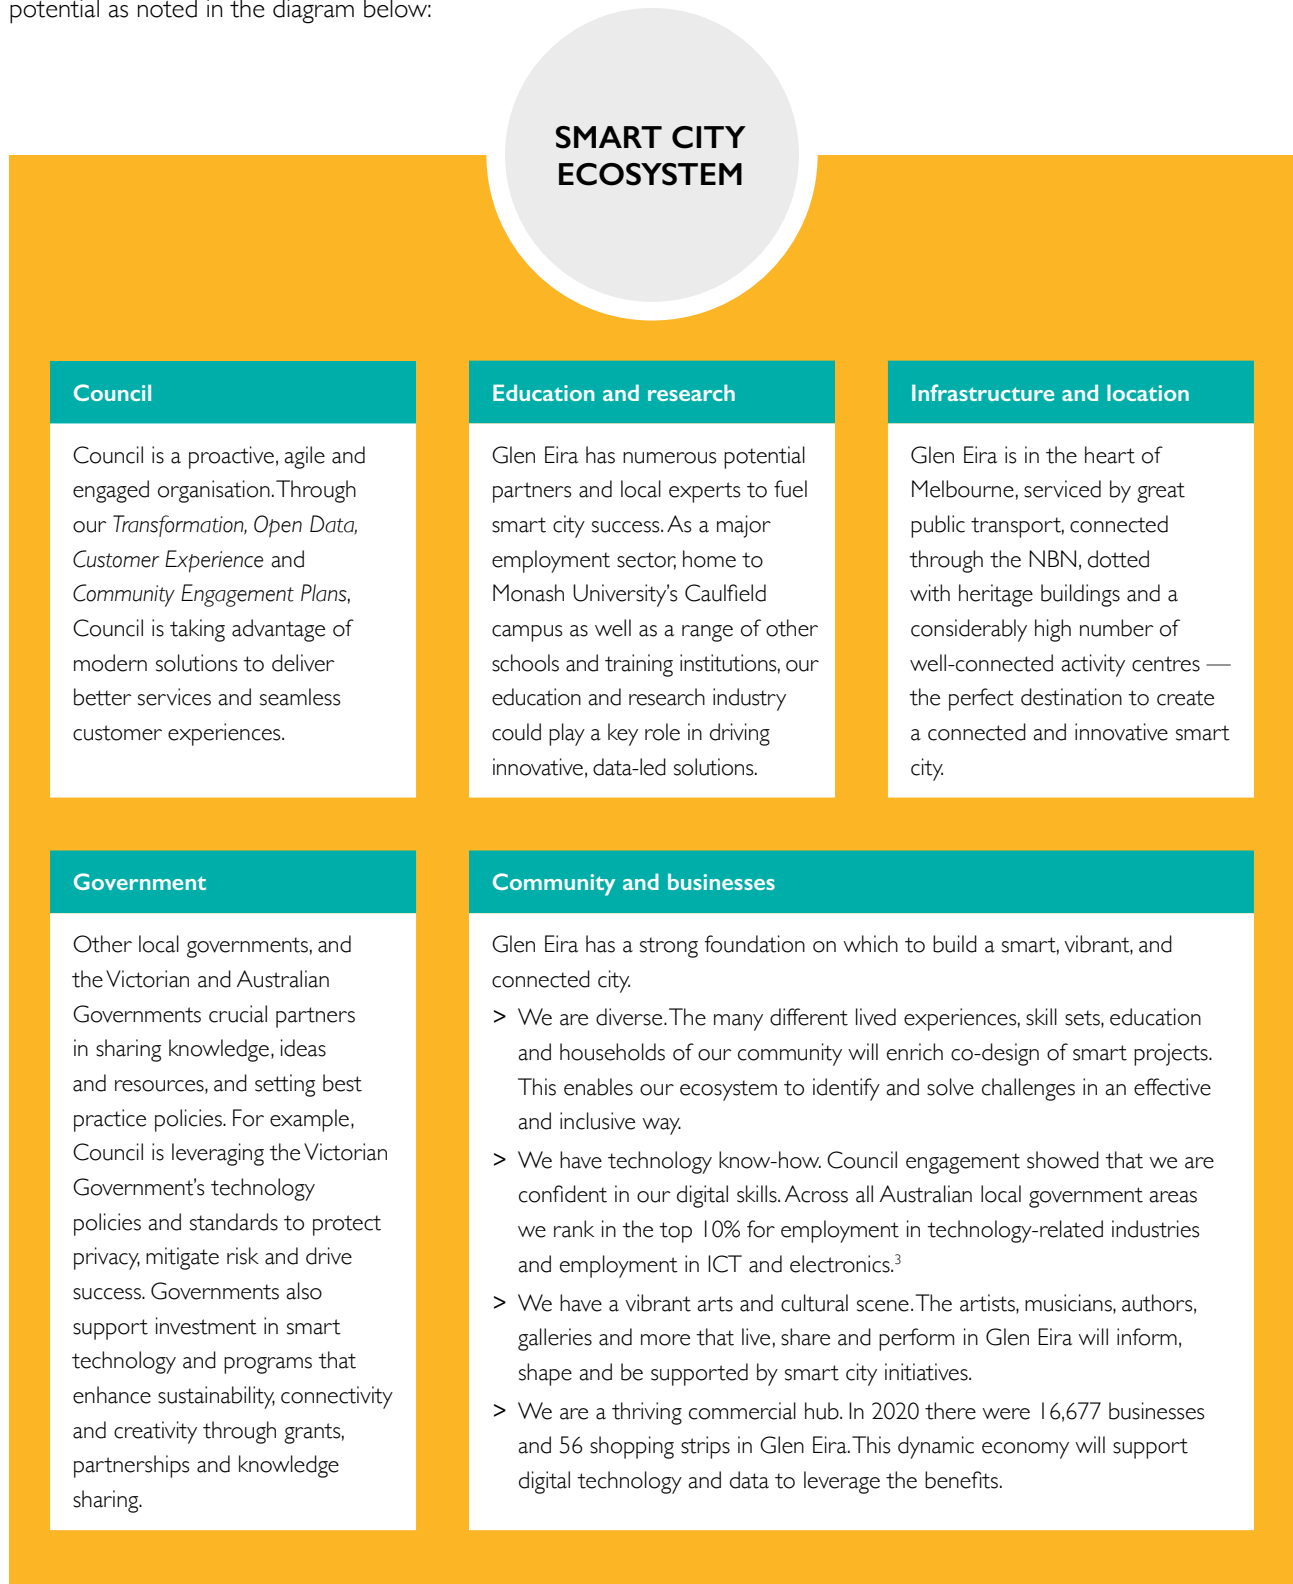 potential as noted in the diagram below:
SMART CITY
ECOSYSTEM
Council
Council is a proactive, agile and
engaged organisation. Through
our Transformation, Open Data,
Customer Experience and
Community Engagement Plans,
Council is taking advantage of
modern solutions to deliver
better services and seamless
customer experiences.
Education and research
Glen Eira has numerous potential
partners and local experts to fuel
smart city success. As a major
employment sector, home to
Monash University’s Caulfield
campus as well as a range of other
schools and training institutions, our
education and research industry
could play a key role in driving
innovative, data-led solutions.
Infrastructure and location
Glen Eira is in the heart of
Melbourne, serviced by great
public transport, connected
through the NBN, dotted
with heritage buildings and a
considerably high number of
well-connected activity centres —
the perfect destination to create
a connected and innovative smart
city.
Government
Other local governments, and
the Victorian and Australian
Governments crucial partners
in sharing knowledge, ideas
and resources, and setting best
practice policies. For example,
Council is leveraging the Victorian
Government’s technology
policies and standards to protect
privacy, mitigate risk and drive
success. Governments also
support investment in smart
technology and programs that
enhance sustainability, connectivity
and creativity through grants,
partnerships and knowledge
sharing.
Community and businesses
Glen Eira has a strong foundation on which to build a smart, vibrant, and
connected city.
> We are diverse. The many different lived experiences, skill sets, education
and households of our community will enrich co-design of smart projects.
This enables our ecosystem to identify and solve challenges in an effective
and inclusive way.
> We have technology know-how. Council engagement showed that we are
confident in our digital skills. Across all Australian local government areas
we rank in the top 10% for employment in technology-related industries
and employment in ICT and electronics.3
> We have a vibrant arts and cultural scene. The artists, musicians, authors,
galleries and more that live, share and perform in Glen Eira will inform,
shape and be supported by smart city initiatives.
> We are a thriving commercial hub. In 2020 there were 16,677 businesses
and 56 shopping strips in Glen Eira. This dynamic economy will support
digital technology and data to leverage the benefits.